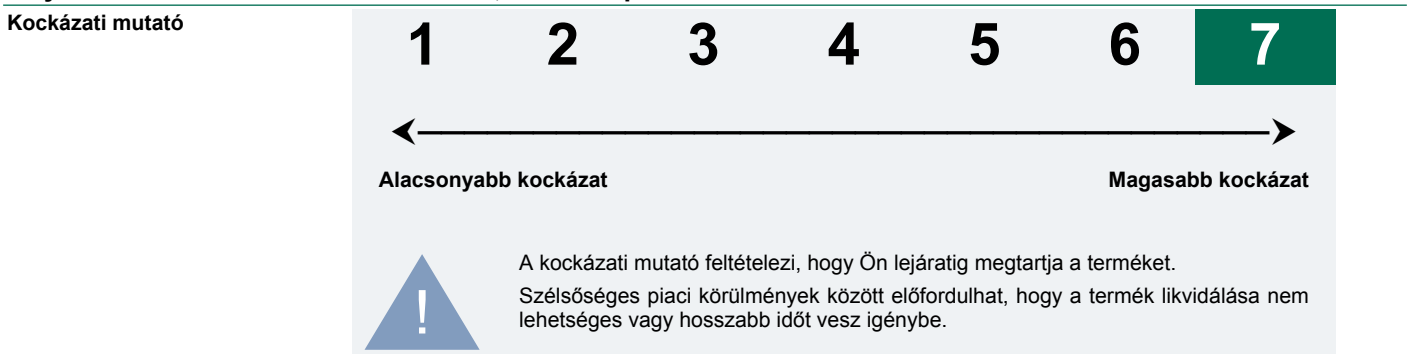 Kockázati mutató
1 2 3 4 5 6 7
Alacsonyabb kockázat Magasabb kockázat
!
A kockázati mutató feltételezi, hogy Ön lejáratig megtartja a terméket.
Szélsőséges piaci körülmények között előfordulhat, hogy a termék likvidálása nem
lehetséges vagy hosszabb időt vesz igénybe.